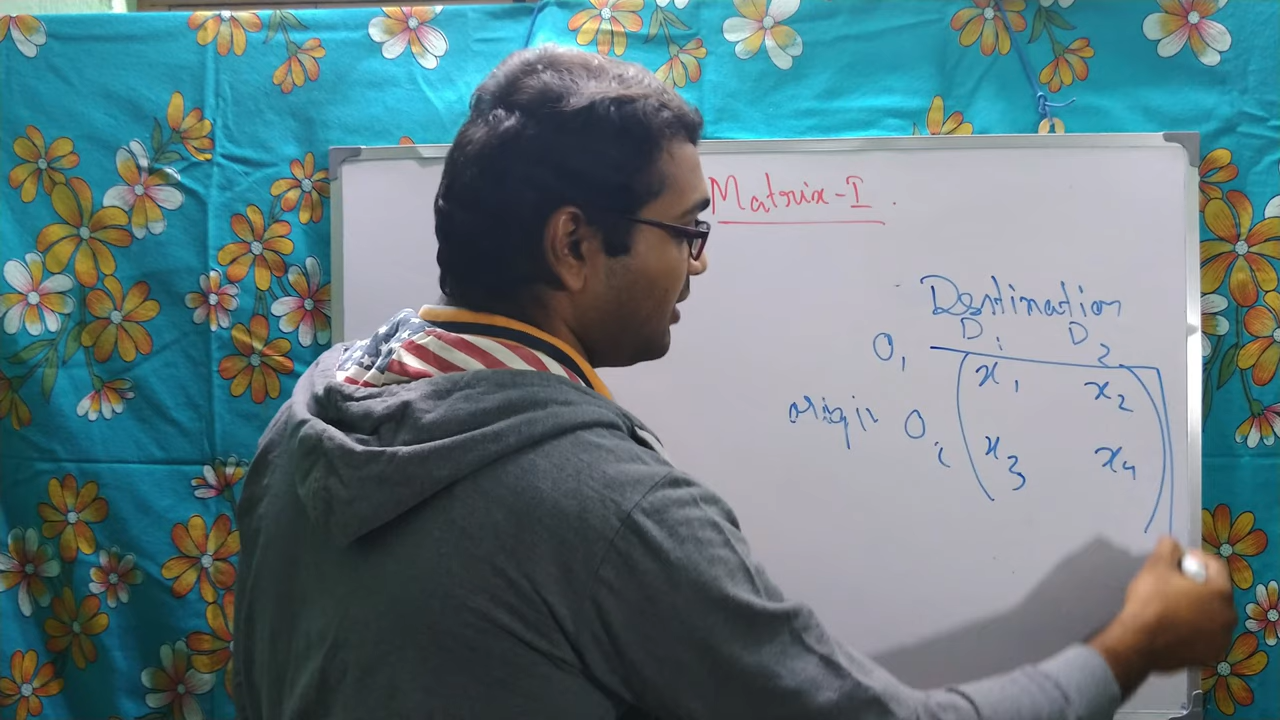 Matrix-I.
Destination
D1 D2
O1 x1 x2
origin O2 x3 x4